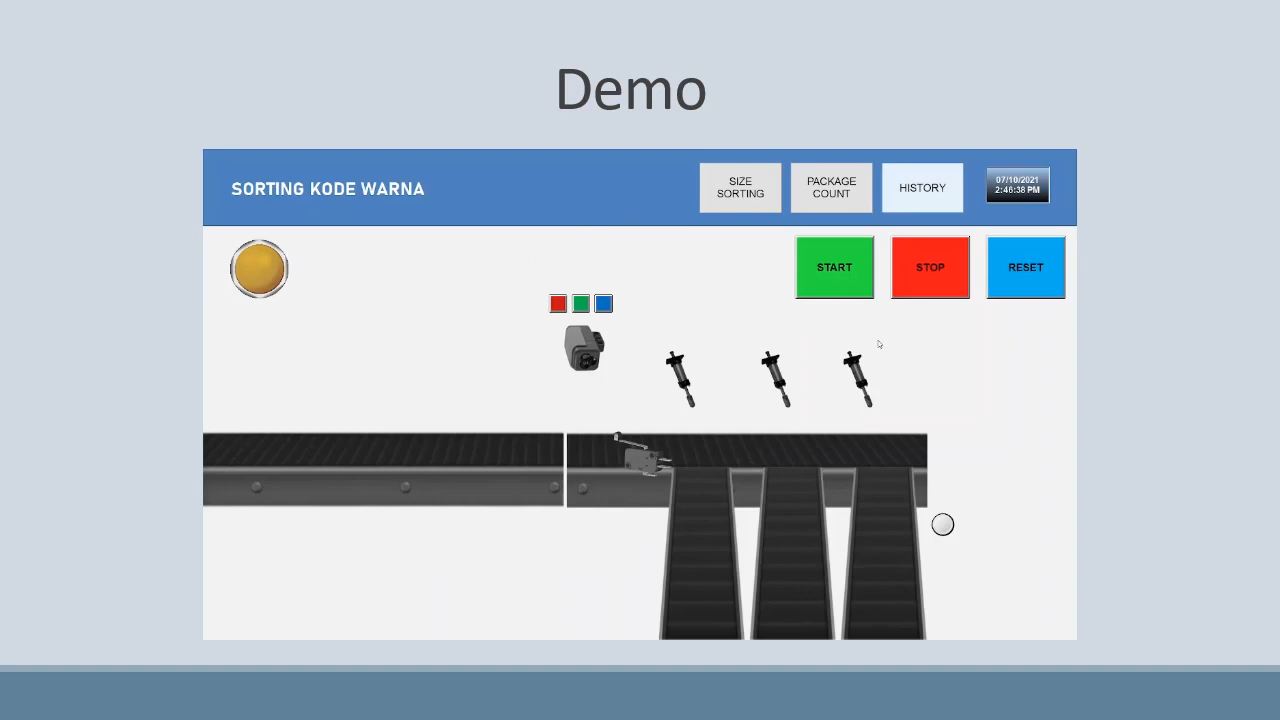 Demo
SORTING KODE WARNA
SIZE
SORTING
PACKAGE
COUNT
HISTORY
07/10/2021
2:46:38 PM
START
STOP
RESET